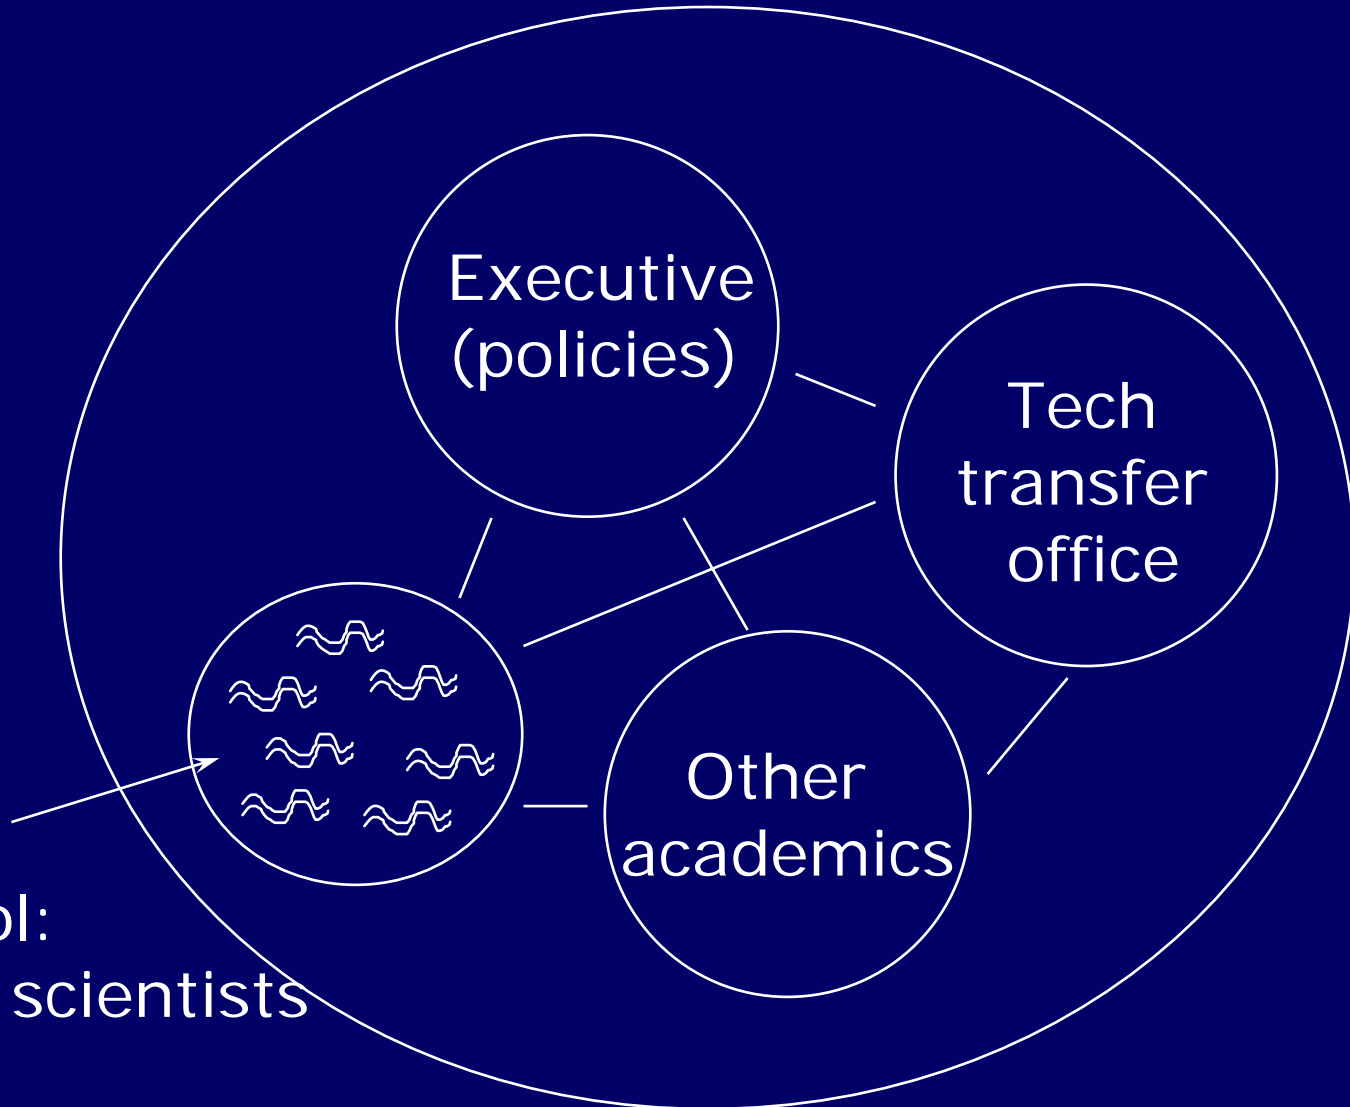 Executive
(policies)
Tech
transfer
office
Other
academics
scientists